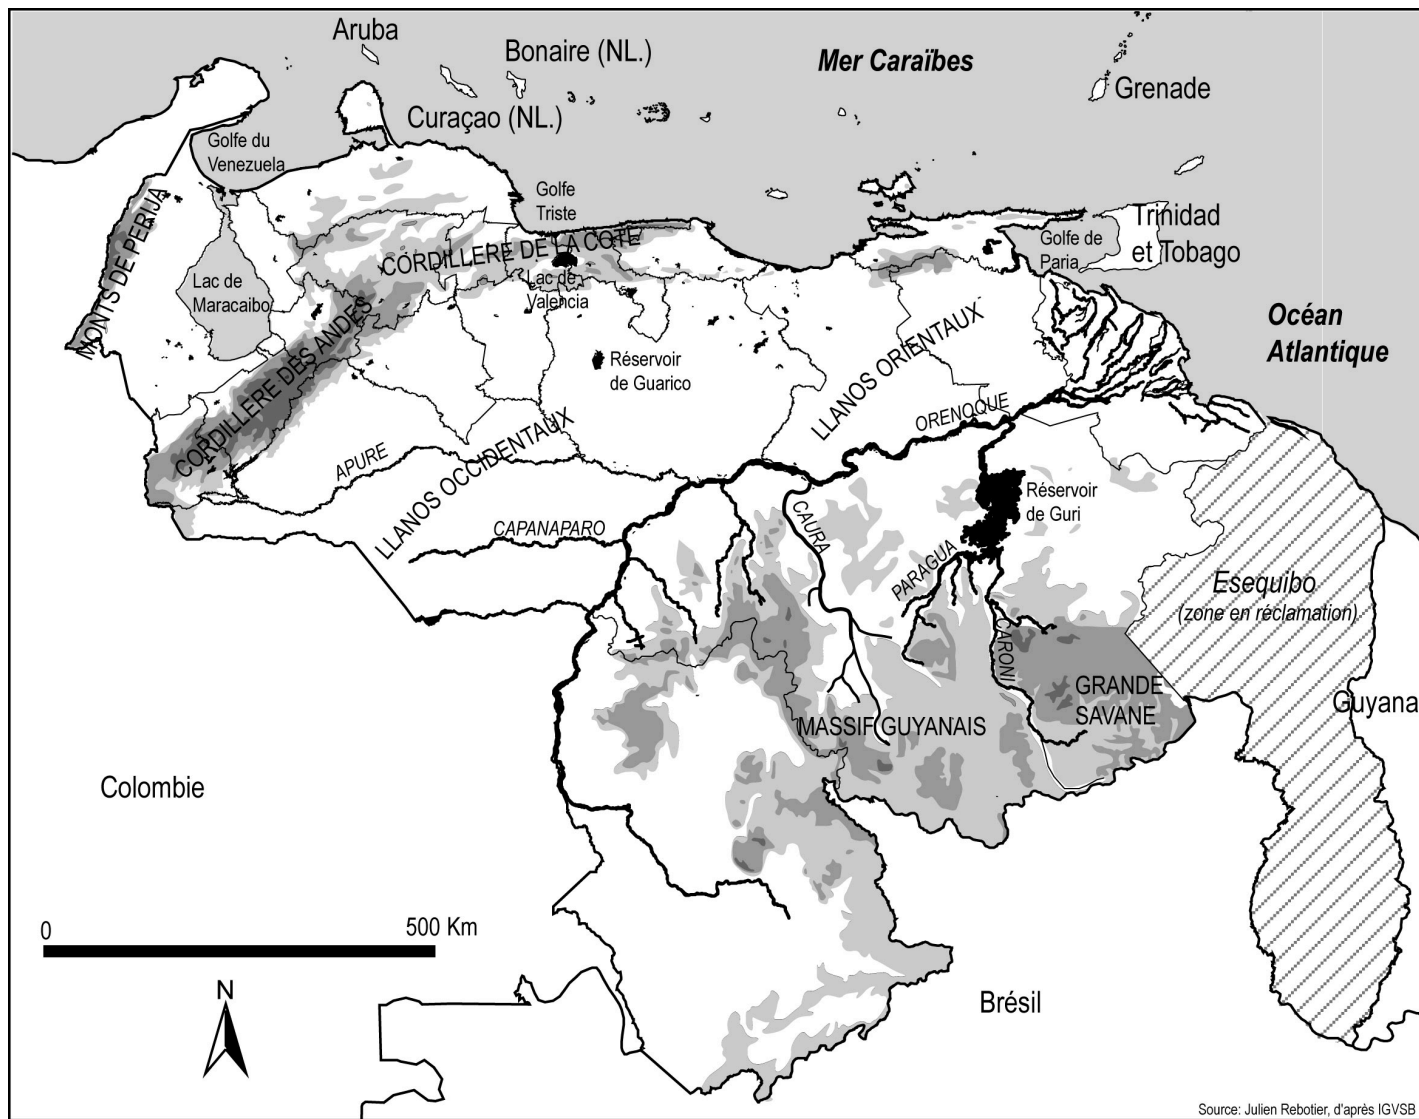 Aruba
Bonaire (NL.)
Mer Caraïbes
Grenade
Curaçao (NL.)
Golfe du
Venezuela
Golfe
Triste
MONTS DE PERIJA
CORDILLERE DE LA COTE
Trinidad
et Tobago
Golfe de
Paria
Lac de
Maracaibo
Lac de
Valencia
Océan
Atlantique
CORDILLERE DES ANDES
Réservoir
de Guarico
LLANOS ORIENTAUX
ORENOQUE
APURE
LLANOS OCCIDENTAUX
CAPANAPARO
CAURA
Réservoir
de Guri
PARAGUA
Esequibo
(zone en réclamation)
CARONI
GRANDE
SAVANE
MASSIF GUYANAIS
Guyana
Colombie
0
500 Km
N
Brésil
Source: Julien Rebotier, d'après IGVSB